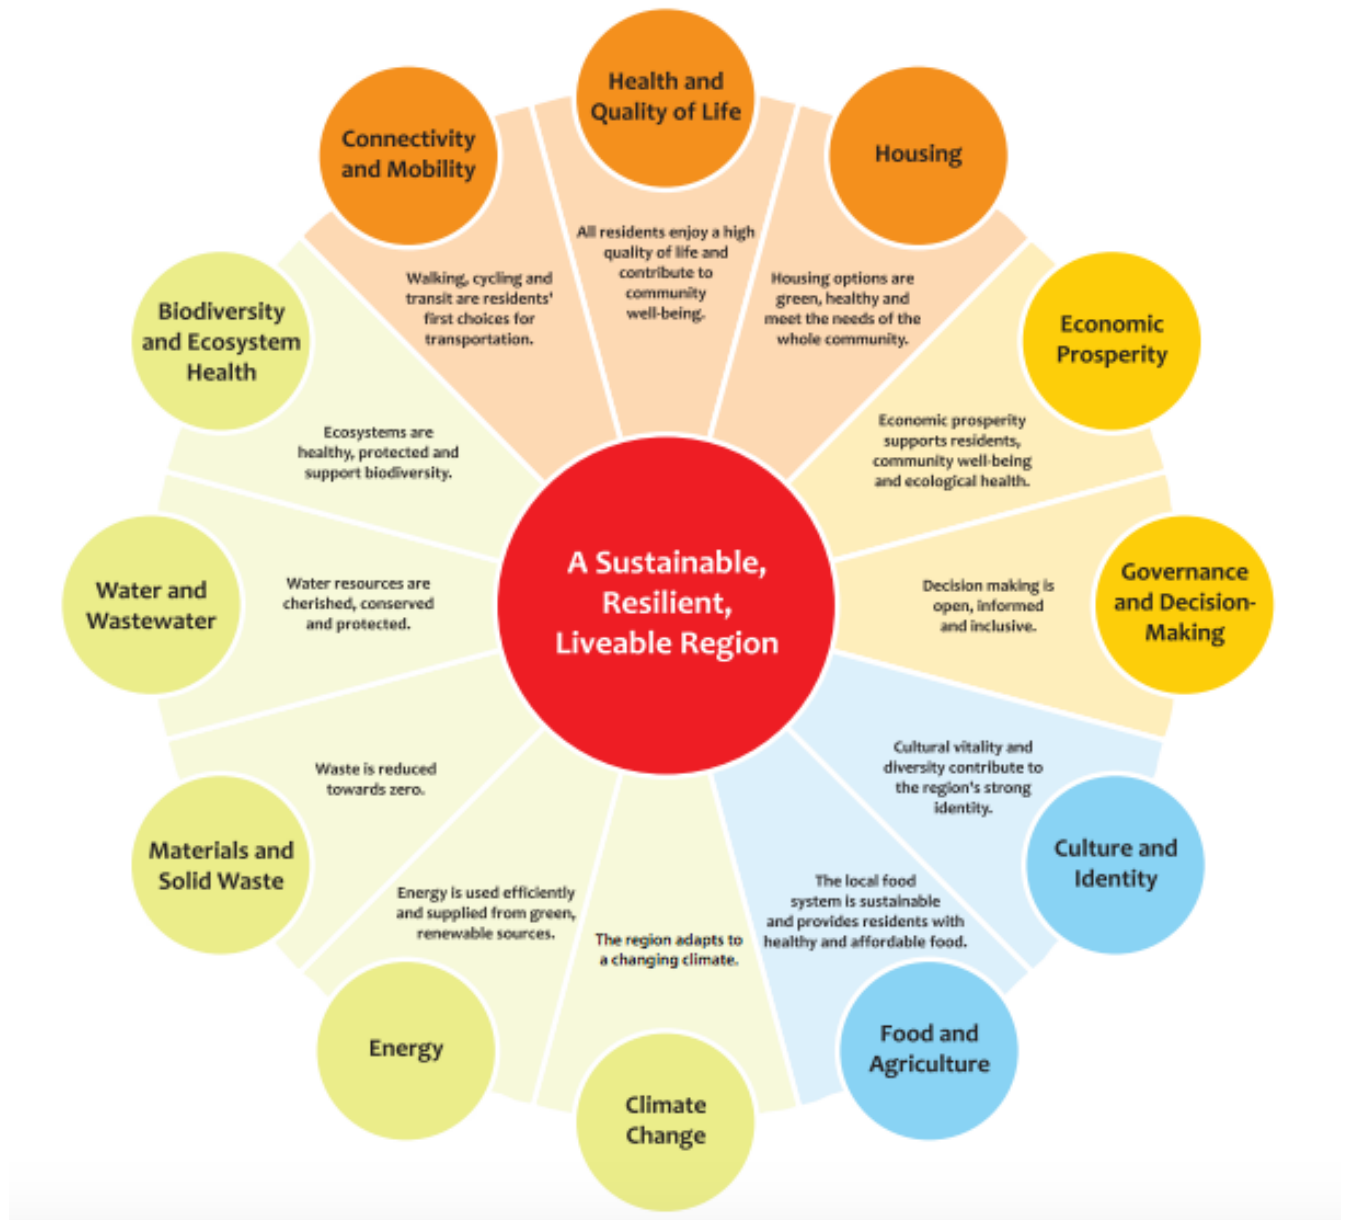 Health and
Quality of Life
All residents enjoy a high
quality of life and
contribute to
community
well-being.
Housing
Housing options are
green, healthy and
meet the needs of the
whole community.
Economic
Prosperity
Economic prosperity
supports residents,
community well-being
and ecological health.
Governance
and Decision-
Making
Decision making is
open, informed
and inclusive.
Culture and
Identity
Cultural vitality and
diversity contribute to
the region's strong
identity.
Food and
Agriculture
The local food
system is sustainable
and provides residents with
healthy and affordable food.
Climate
Change
The region adapts to
a changing climate.
Energy
Energy is used efficiently
and supplied from green,
renewable sources.
Materials and
Solid Waste
Waste is reduced
towards zero.
Water and
Wastewater
Water resources are
cherished, conserved
and protected.
Biodiversity
and Ecosystem
Health
Ecosystems are
healthy, protected and
support biodiversity.
Connectivity
and Mobility
Walking, cycling and
transit are residents'
first choices for
transportation.
A Sustainable,
Resilient,
Liveable Region